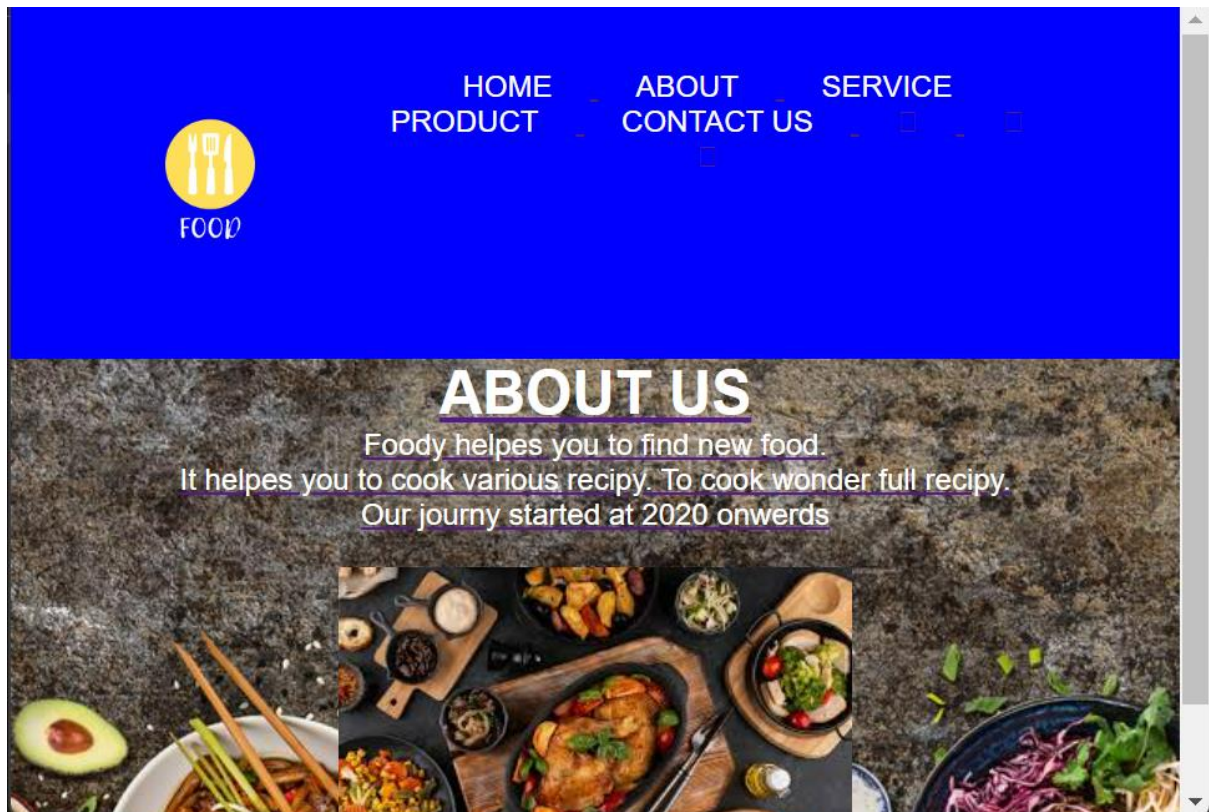 HOME ABOUT SERVICE
PRODUCT CONTACT US
FOOD
ABOUT US
Foody helpes you to find new food.
It helpes you to cook various recipy. To cook wonder full recipy.
Our journy started at 2020 onwerds